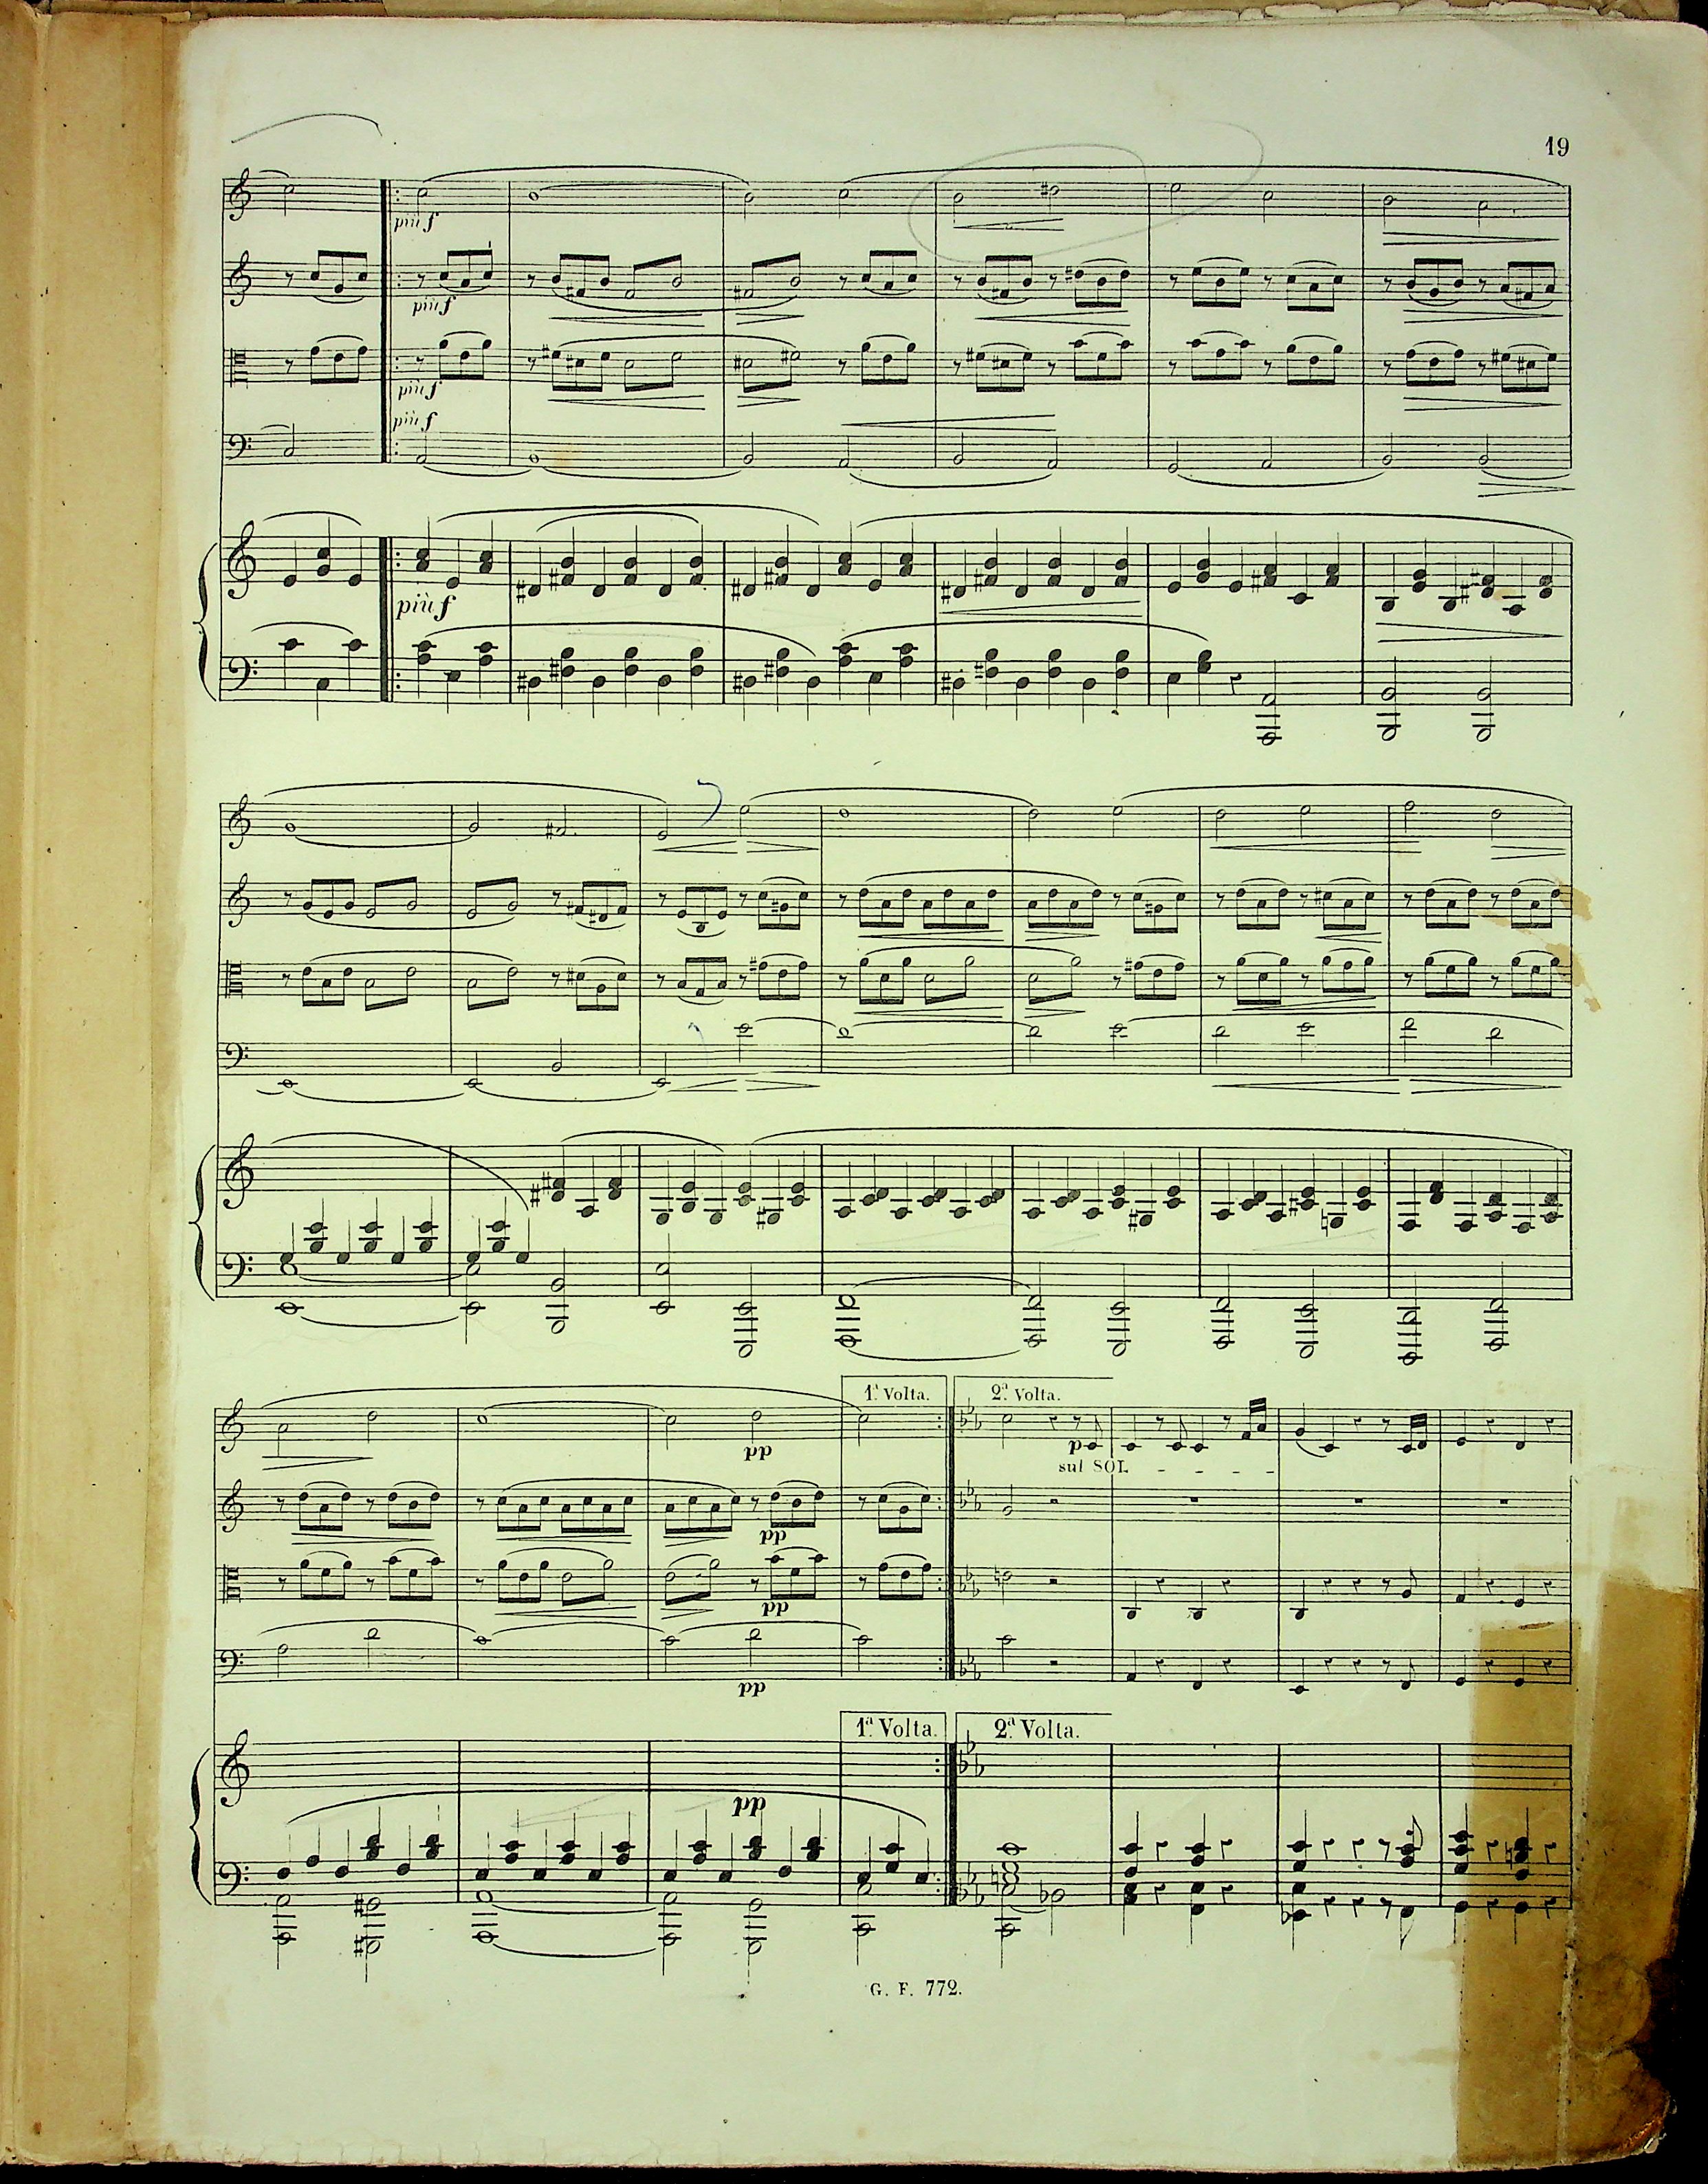 19
più f
più f
più f
più f
più f
1ª Volta.
2ª Volta.
pp
p
sul SOL
pp
pp
pp
1ª Volta.
2ª Volta.
pp
G. F. 772.